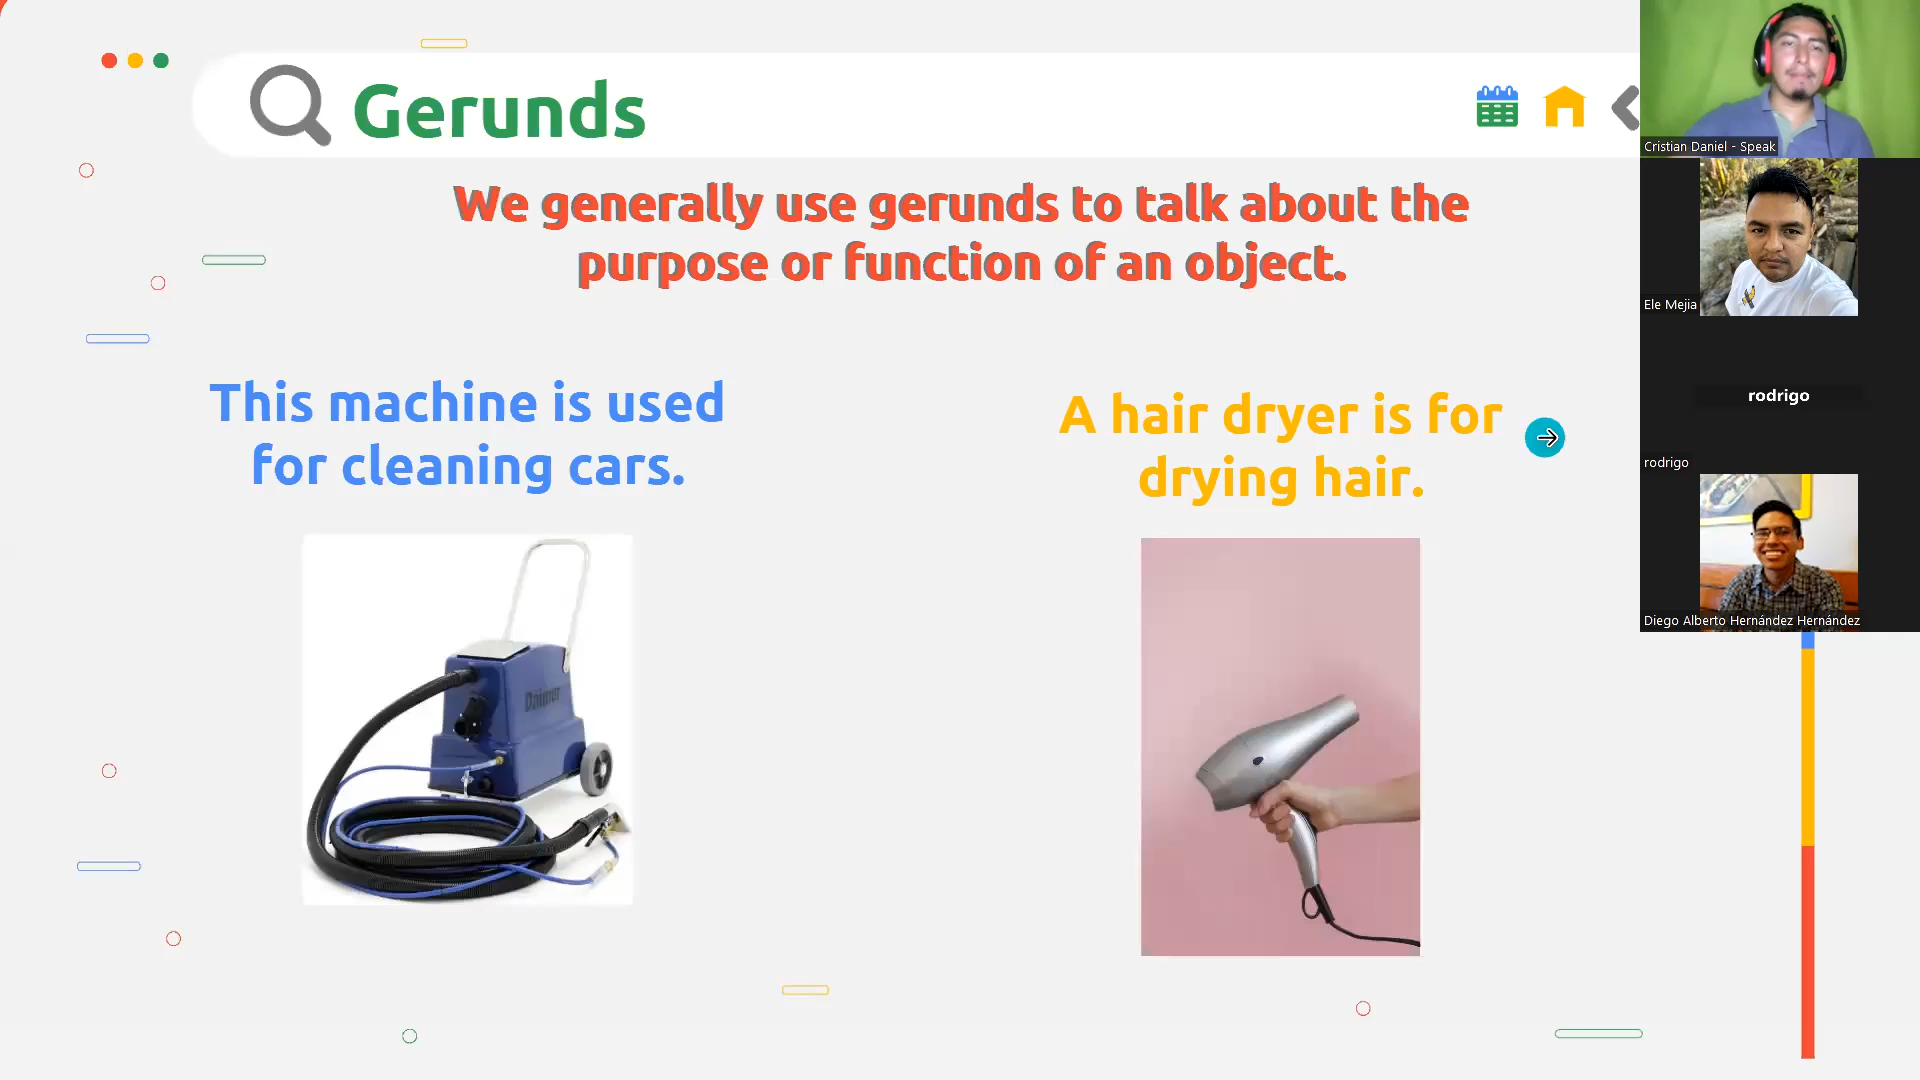 Gerunds
We generally use gerunds to talk about the
purpose or function of an object.
This machine is used
for cleaning cars.
A hair dryer is for
drying hair.
Daimer
Cristian Daniel - Speak
Ele Mejia
rodrigo
rodrigo
Diego Alberto Hernández Hernández